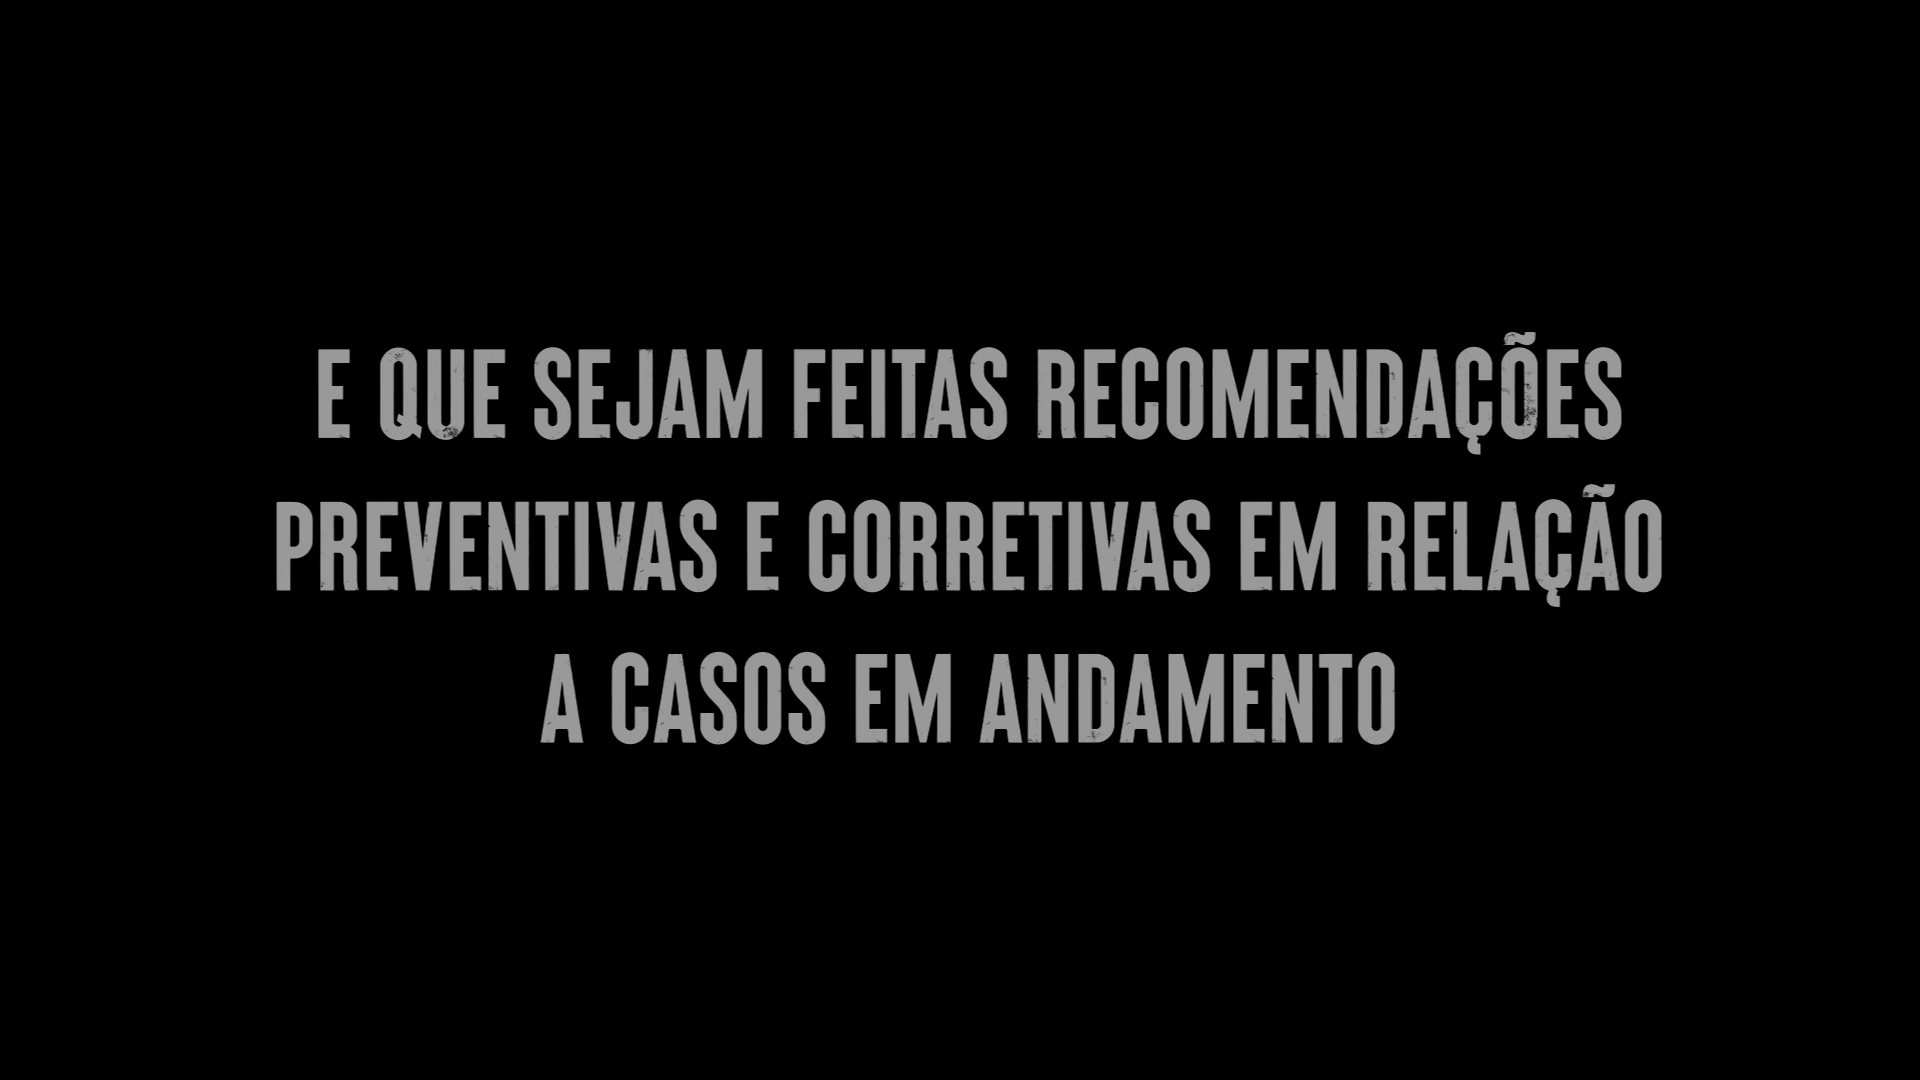 E QUE SEJAM FEITAS RECOMENDAÇÕES
PREVENTIVAS E CORRETIVAS EM RELAÇÃO
A CASOS EM ANDAMENTO